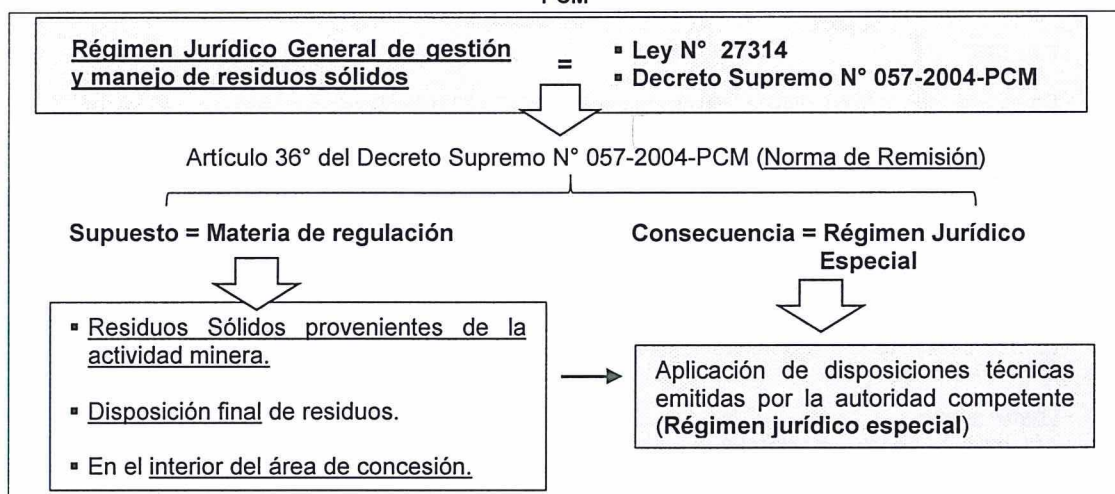 PCM
Régimen Jurídico General de gestión
y manejo de residuos sólidos
=
▪ Ley N° 27314
▪ Decreto Supremo N° 057-2004-PCM
Artículo 36° del Decreto Supremo N° 057-2004-PCM (Norma de Remisión)
Supuesto = Materia de regulación
Consecuencia = Régimen Jurídico
Especial
▪ Residuos Sólidos provenientes de la
actividad minera.
▪ Disposición final de residuos.
▪ En el interior del área de concesión.
Aplicación de disposiciones técnicas
emitidas por la autoridad competente
(Régimen jurídico especial)